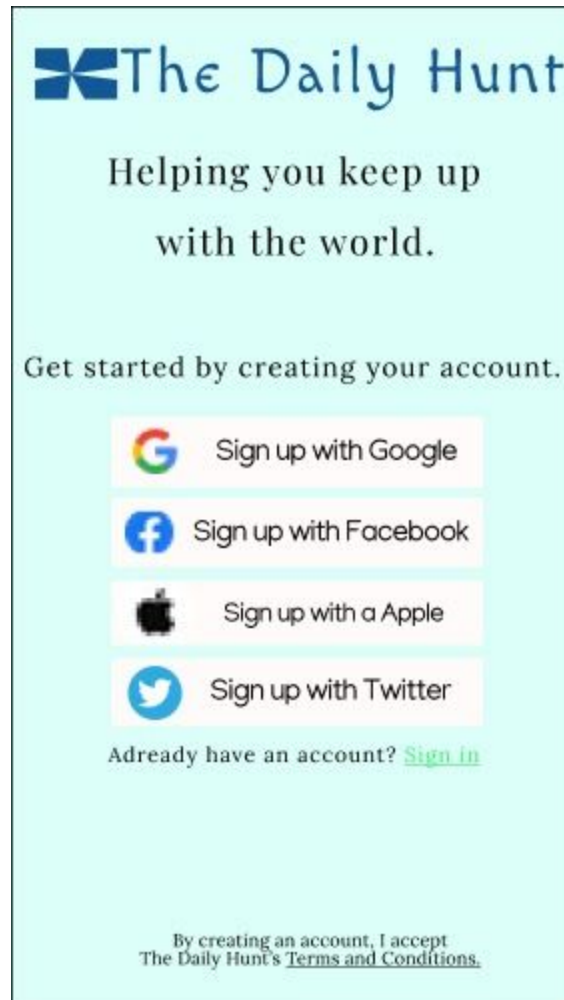 The Daily Hunt
Helping you keep up
with the world.
Get started by creating your account.
Sign up with Google
Sign up with Facebook
Sign up with a Apple
Sign up with Twitter
Adready have an account? Sign in
By creating an account, I accept
The Daily Hunt's Terms and Conditions.